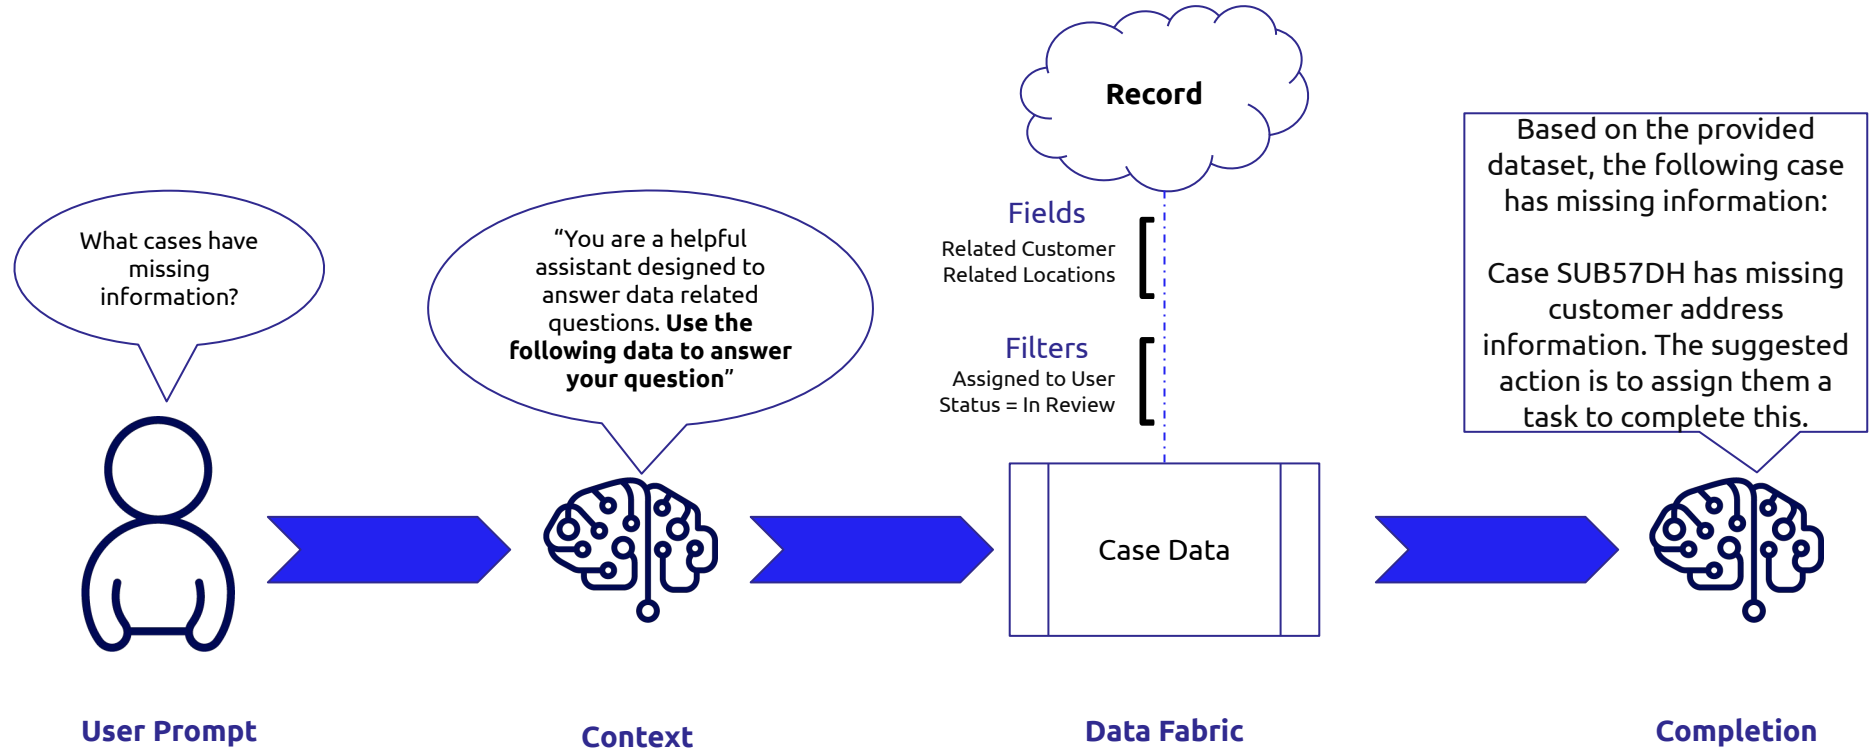 What cases have
missing
information?
“You are a helpful
assistant designed to
answer data related
questions. Use the
following data to answer
your question”
Record
Fields
Related Customer
Related Locations
Filters
Assigned to User
Status = In Review
Case Data
Based on the provided
dataset, the following case
has missing information:
Case SUB57DH has missing
customer address
information. The suggested
action is to assign them a
task to complete this.
User Prompt
Context
Data Fabric
Completion